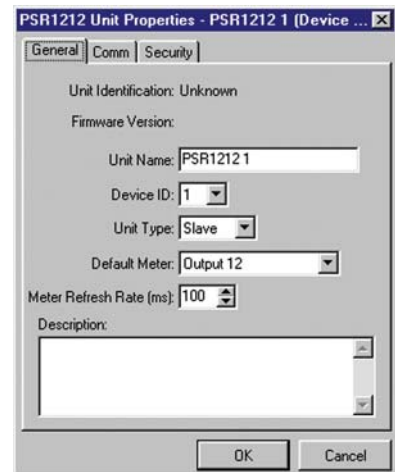 PSR1212 Unit Properties - PSR1212 1 (Device ...
General Comm Security
Unit Identification: Unknown
Firmware Version:
Unit Name: PSR1212 1
Device ID: 1
Unit Type: Slave
Default Meter: Output 12
Meter Refresh Rate (ms): 100
Description:
OK Cancel